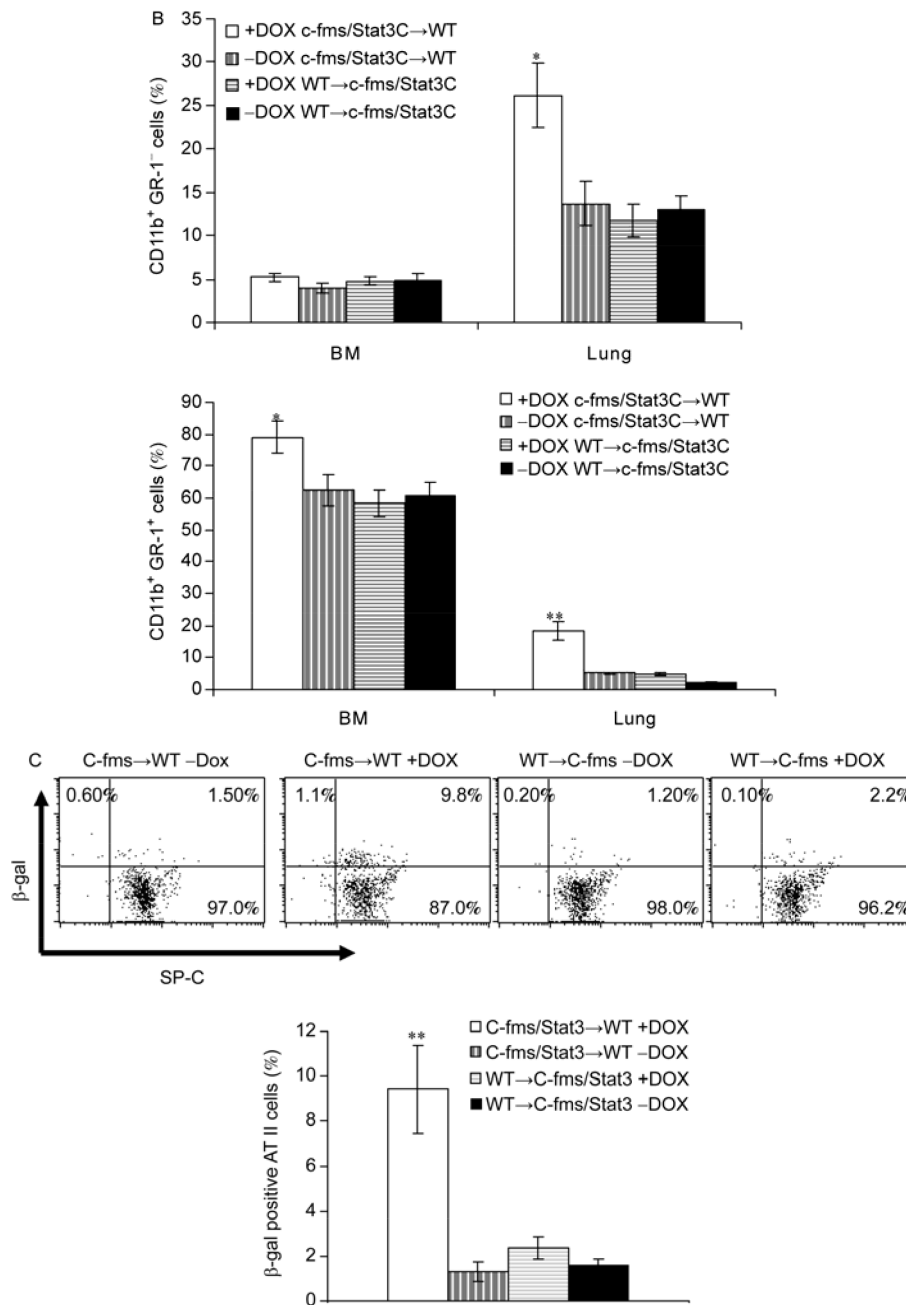 B
35
30
25
20
15
10
5
0
CD11b⁺ GR-1⁻ cells (%)
+DOX c-fms/Stat3C→WT
−DOX c-fms/Stat3C→WT
+DOX WT→c-fms/Stat3C
−DOX WT→c-fms/Stat3C
*
BM Lung
90
80
70
60
50
40
30
20
10
0
CD11b⁺ GR-1⁺ cells (%)
+DOX c-fms/Stat3C→WT
−DOX c-fms/Stat3C→WT
+DOX WT→c-fms/Stat3C
−DOX WT→c-fms/Stat3C
*
**
BM Lung
C
C-fms→WT −Dox C-fms→WT +DOX WT→C-fms −DOX WT→C-fms +DOX
0.60% 1.50% 1.1% 9.8% 0.20% 1.20% 0.10% 2.2%
β-gal
97.0% 87.0% 98.0% 96.2%
SP-C
12
10
8
6
4
2
0
β-gal positive AT II cells (%)
**
C-fms/Stat3→WT +DOX
C-fms/Stat3→WT −DOX
WT→C-fms/Stat3 +DOX
WT→C-fms/Stat3 −DOX